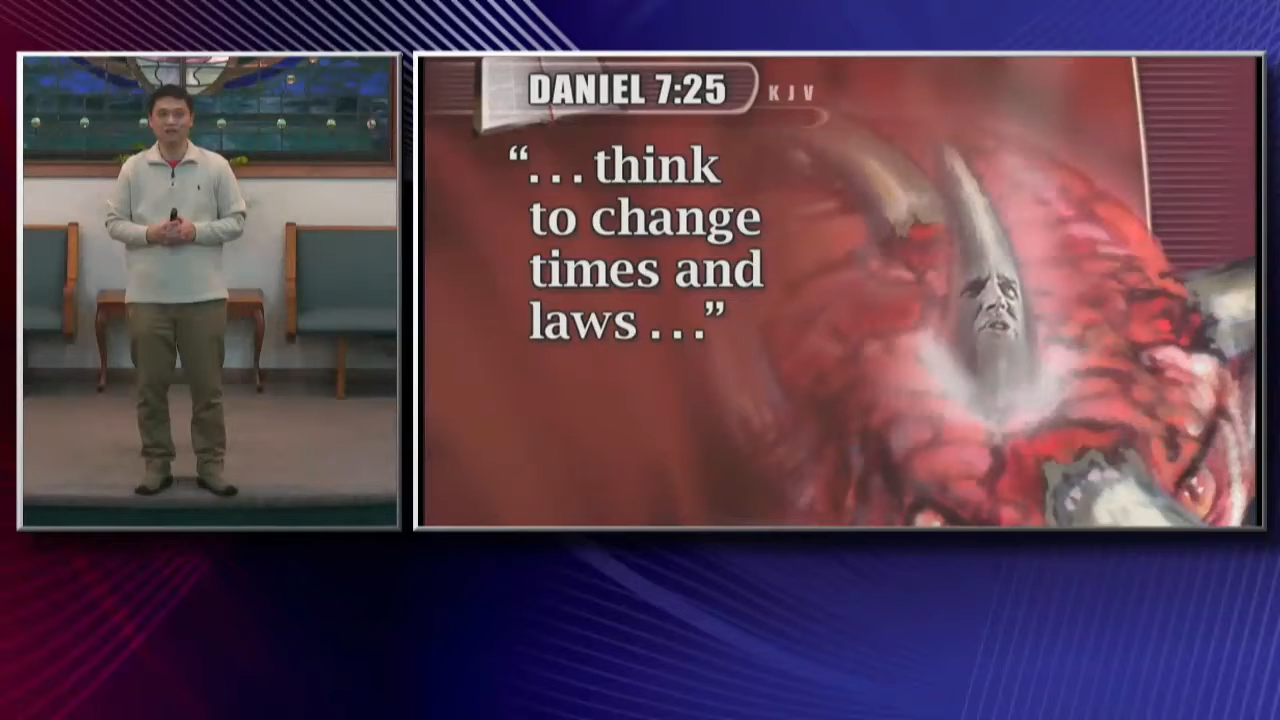 DANIEL 7:25 KJV
“. . . think
to change
times and
laws . . .”